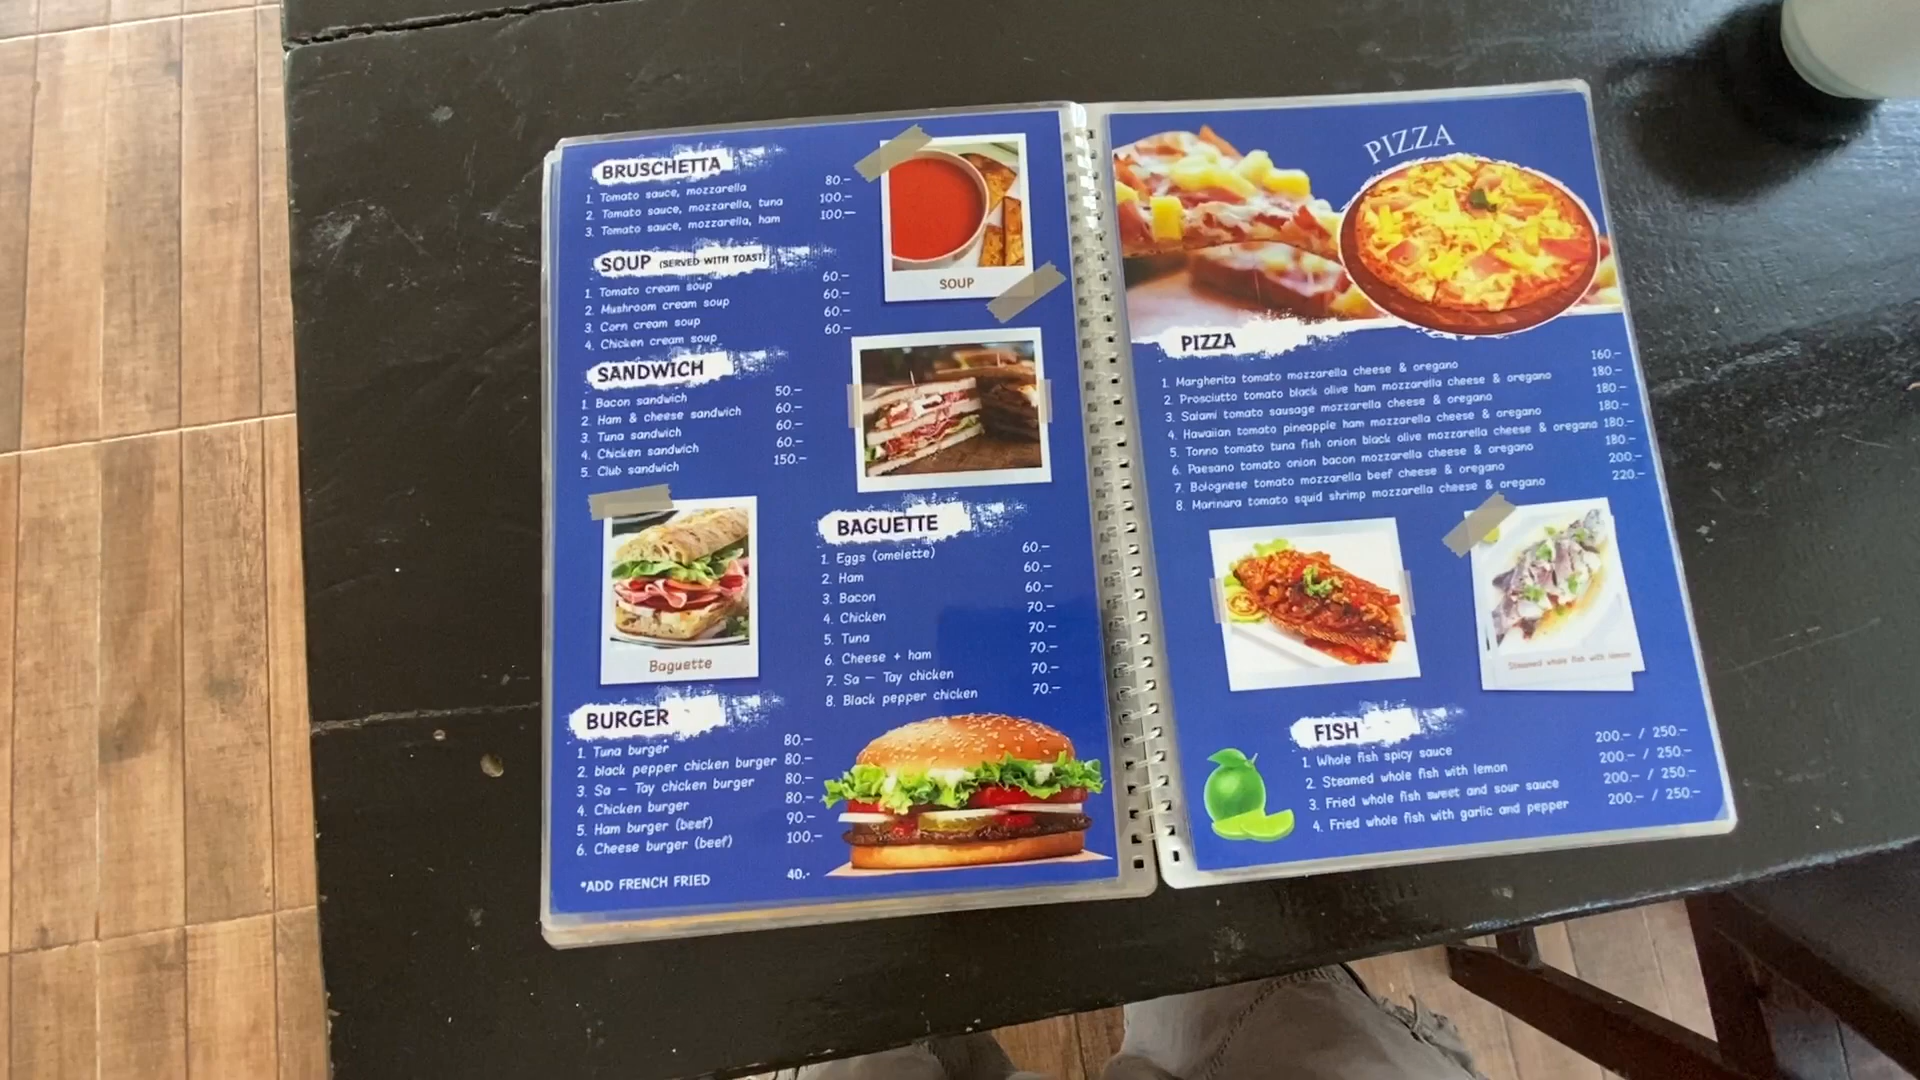 BRUSCHETTA
1. Tomato sauce, mozzarella 80.-
2. Tomato sauce, mozzarella, tuna 100.-
3. Tomato sauce, mozzarella, ham 100.-
SOUP (SERVED WITH TOAST)
1. Tomato cream soup 60.-
2. Mushroom cream soup 60.-
3. Corn cream soup 60.-
4. Chicken cream soup 60.-
SOUP
SANDWICH
1. Bacon sandwich 50.-
2. Ham & cheese sandwich 60.-
3. Tuna sandwich 60.-
4. Chicken sandwich 60.-
5. Club sandwich 150.-
Baguette
BAGUETTE
1. Eggs (omelette) 60.-
2. Ham 60.-
3. Bacon 60.-
4. Chicken 70.-
5. Tuna 70.-
6. Cheese + ham 70.-
7. Sa - Tay chicken 70.-
8. Black pepper chicken 70.-
BURGER
1. Tuna burger 80.-
2. black pepper chicken burger 80.-
3. Sa - Tay chicken burger 80.-
4. Chicken burger 80.-
5. Ham burger (beef) 90.-
6. Cheese burger (beef) 100.-
*ADD FRENCH FRIED 40.-
PIZZA
PIZZA
1. Margherita tomato mozzarella cheese & oregano 160.-
2. Prosciutto tomato black olive ham mozzarella cheese & oregano 180.-
3. Salami tomato sausage mozzarella cheese & oregano 180.-
4. Hawaiian tomato pineapple ham mozzarella cheese & oregano 180.-
5. Tonno tomato tuna fish onion black olive mozzarella cheese & oregano 180.-
6. Paesano tomato onion bacon mozzarella cheese & oregano 180.-
7. Bolognese tomato mozzarella beef cheese & oregano 200.-
8. Marinara tomato squid shrimp mozzarella cheese & oregano 220.-
Steamed whole fish with lemon
FISH
1. Whole fish spicy sauce 200.- / 250.-
2. Steamed whole fish with lemon 200.- / 250.-
3. Fried whole fish sweet and sour sauce 200.- / 250.-
4. Fried whole fish with garlic and pepper 200.- / 250.-